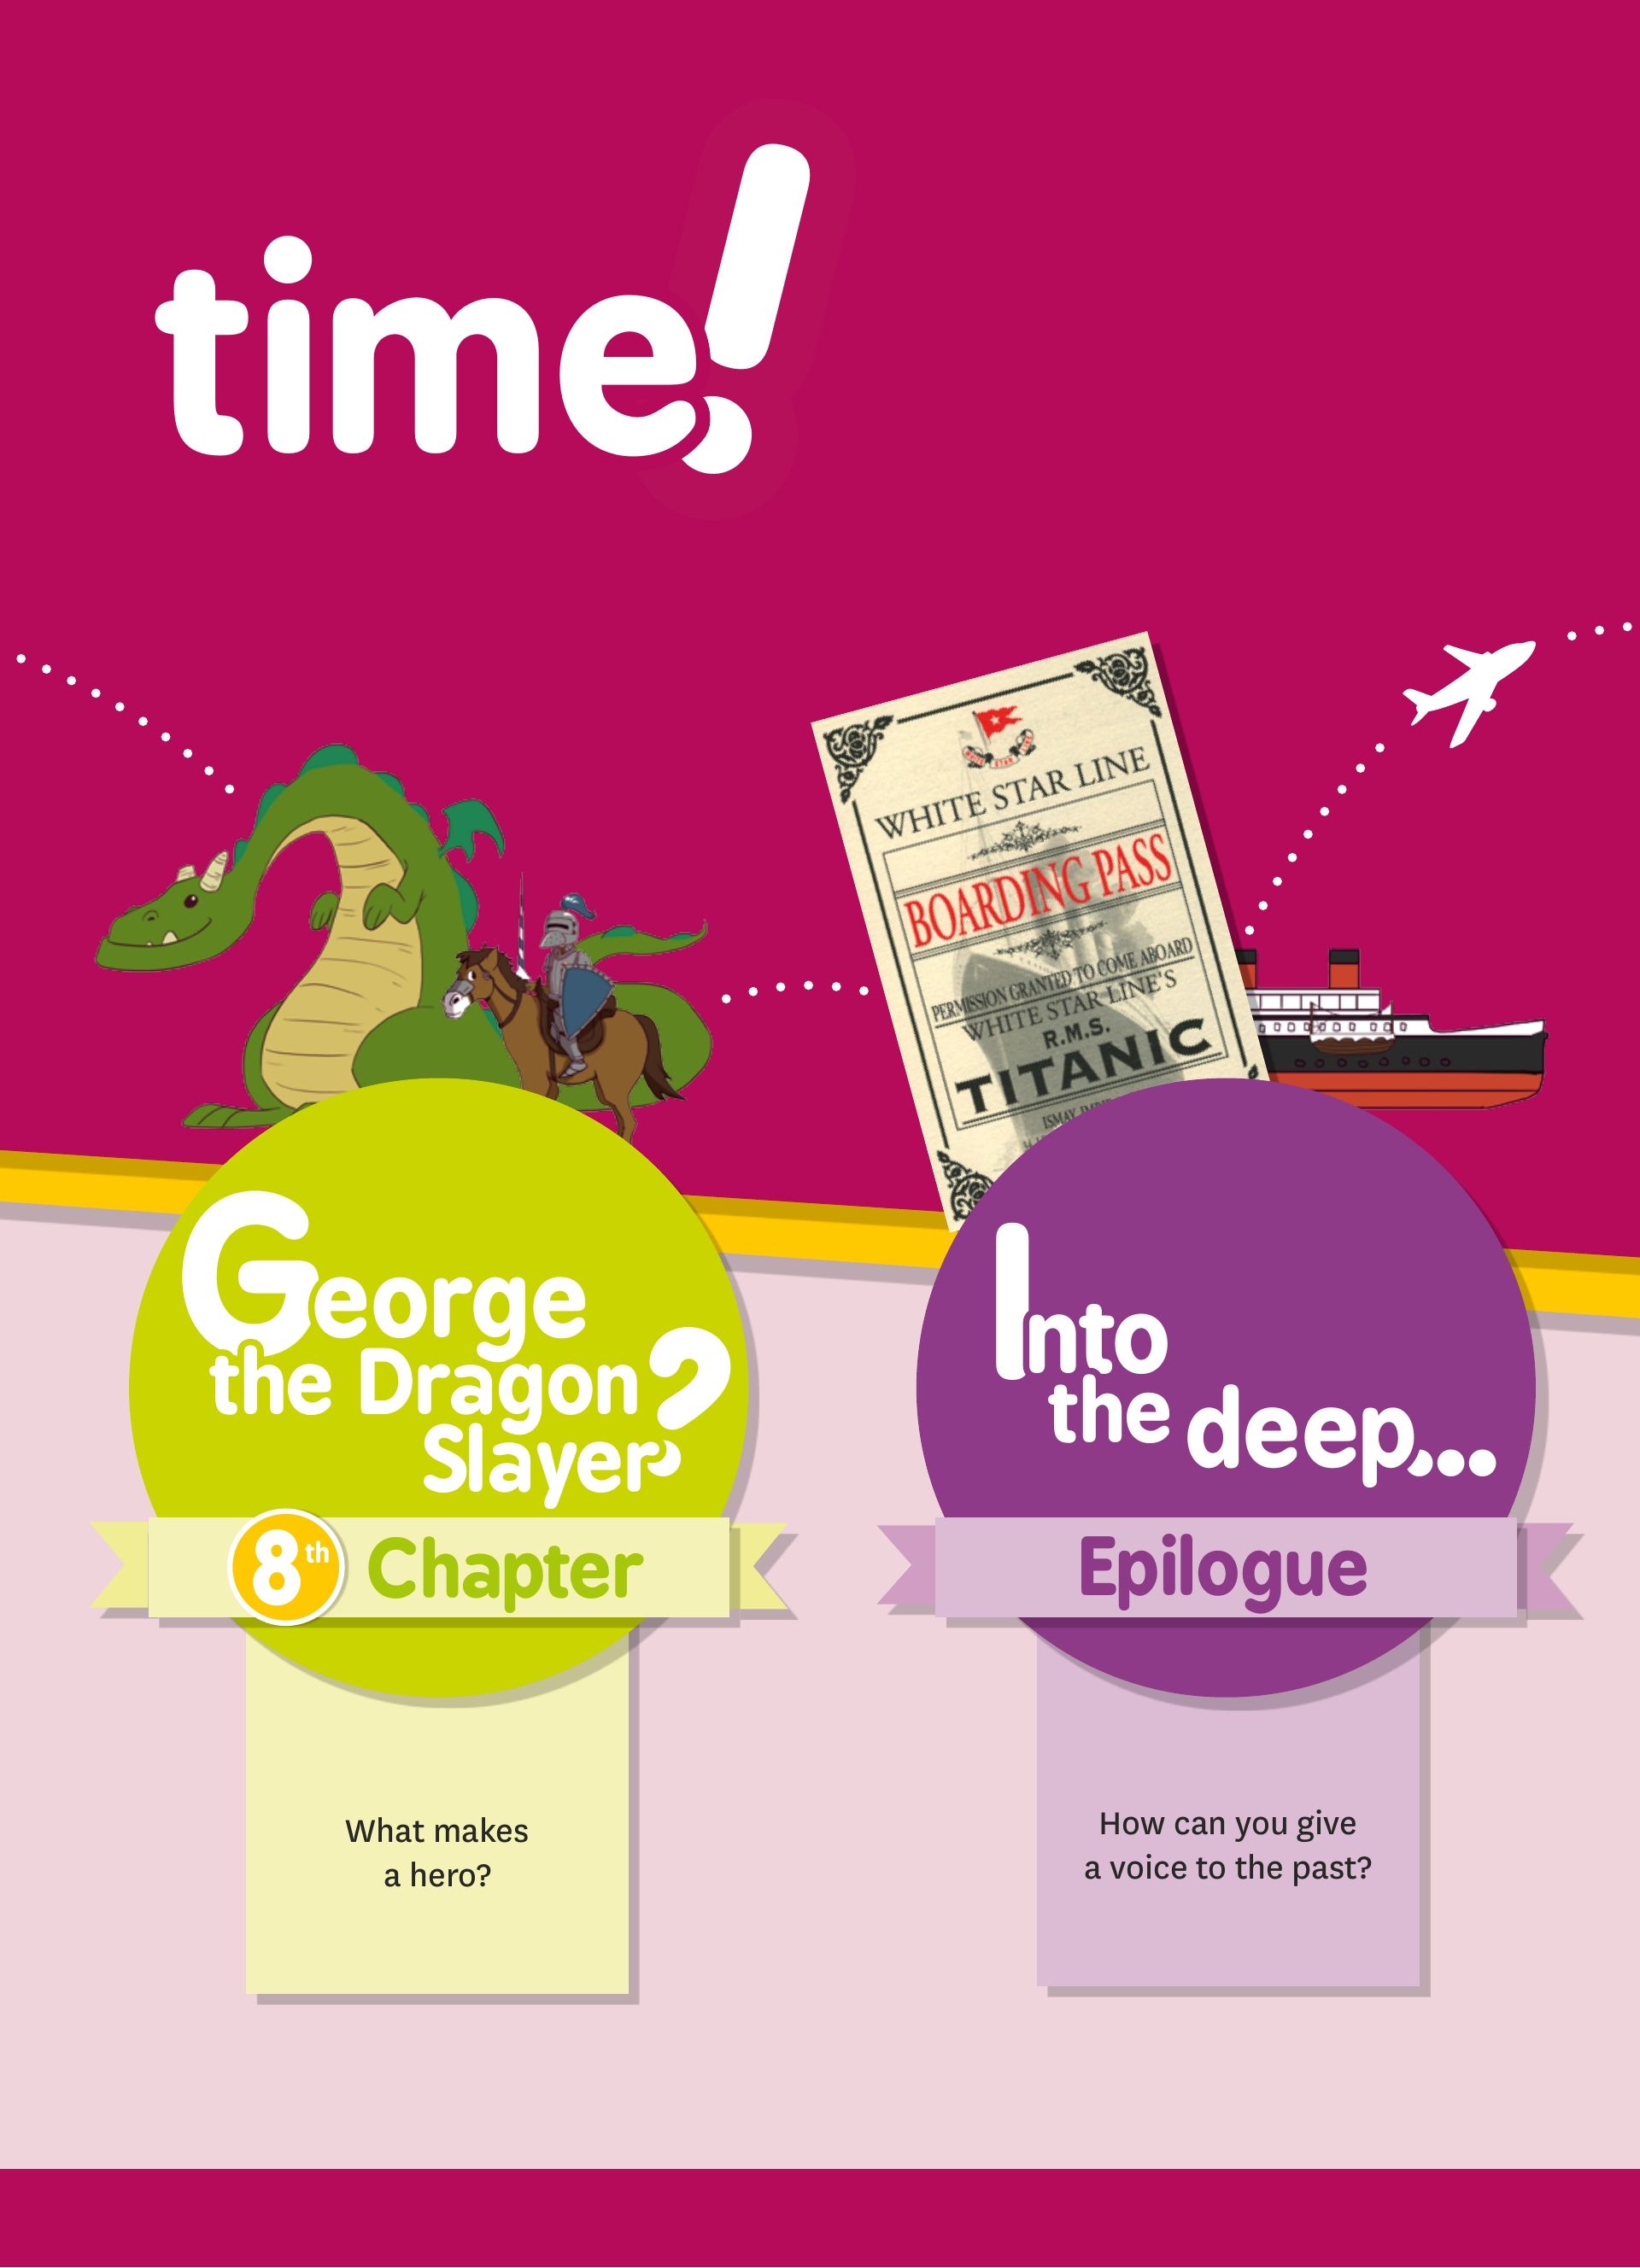 time!
WHITE STAR LINE
BOARDING PASS
PERMISSION GRANTED TO COME ABOARD
WHITE STAR LINE'S
R.M.S.
TITANIC
George
the Dragon
Slayer?
8th Chapter
What makes
a hero?
Into
the deep...
Epilogue
How can you give
a voice to the past?